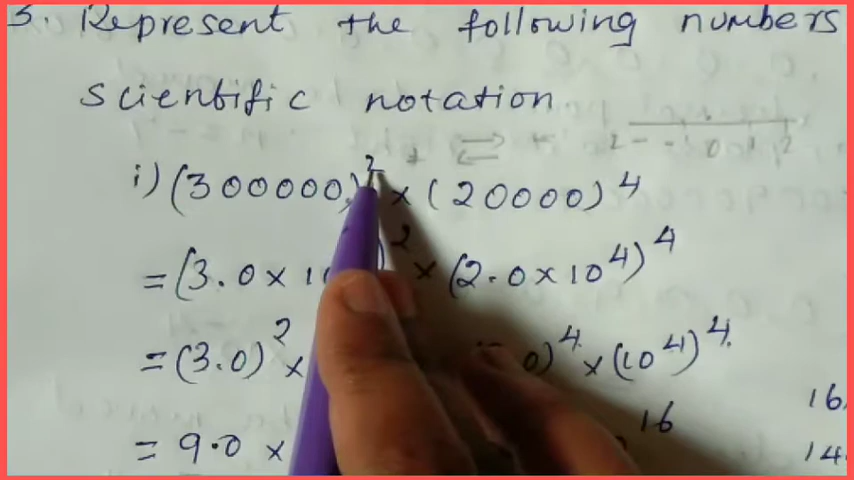 3. Represent the following numbers
scientific notation
i) (300000)² × (20000)⁴
= (3.0 × 10 )² × (2.0 × 10⁴)⁴
= (3.0)² × 0)⁴ × (10⁴)⁴
= 9.0 × 16
16
14